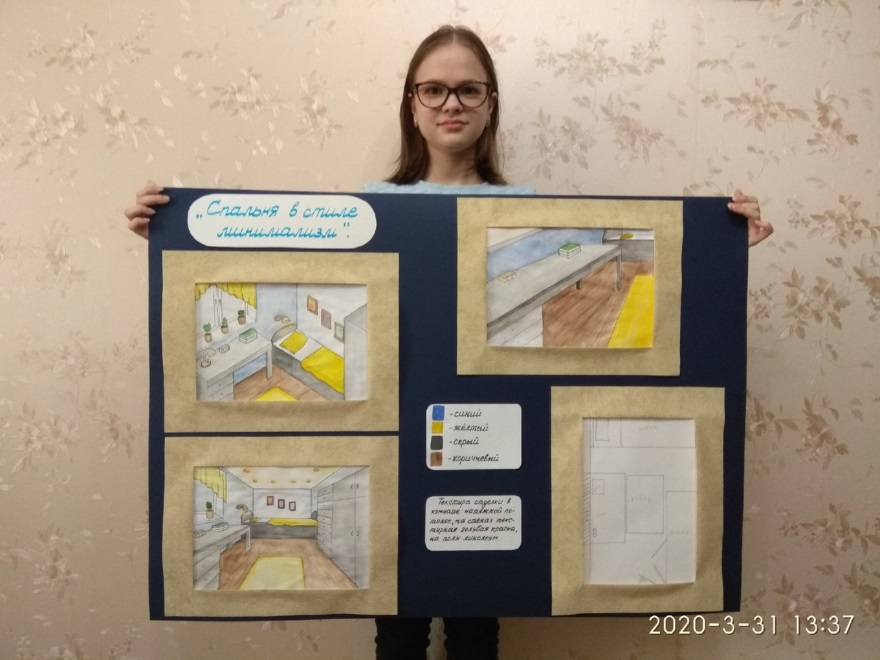 „Спальня в стиле
минимализм".
-синий
-жёлтый
-серый
-коричневый
Текстура отделки в
комнате натяжной по-
толок, на стенах текс-
турная голубая краска,
на полу линолеум.
2020-3-31 13:37